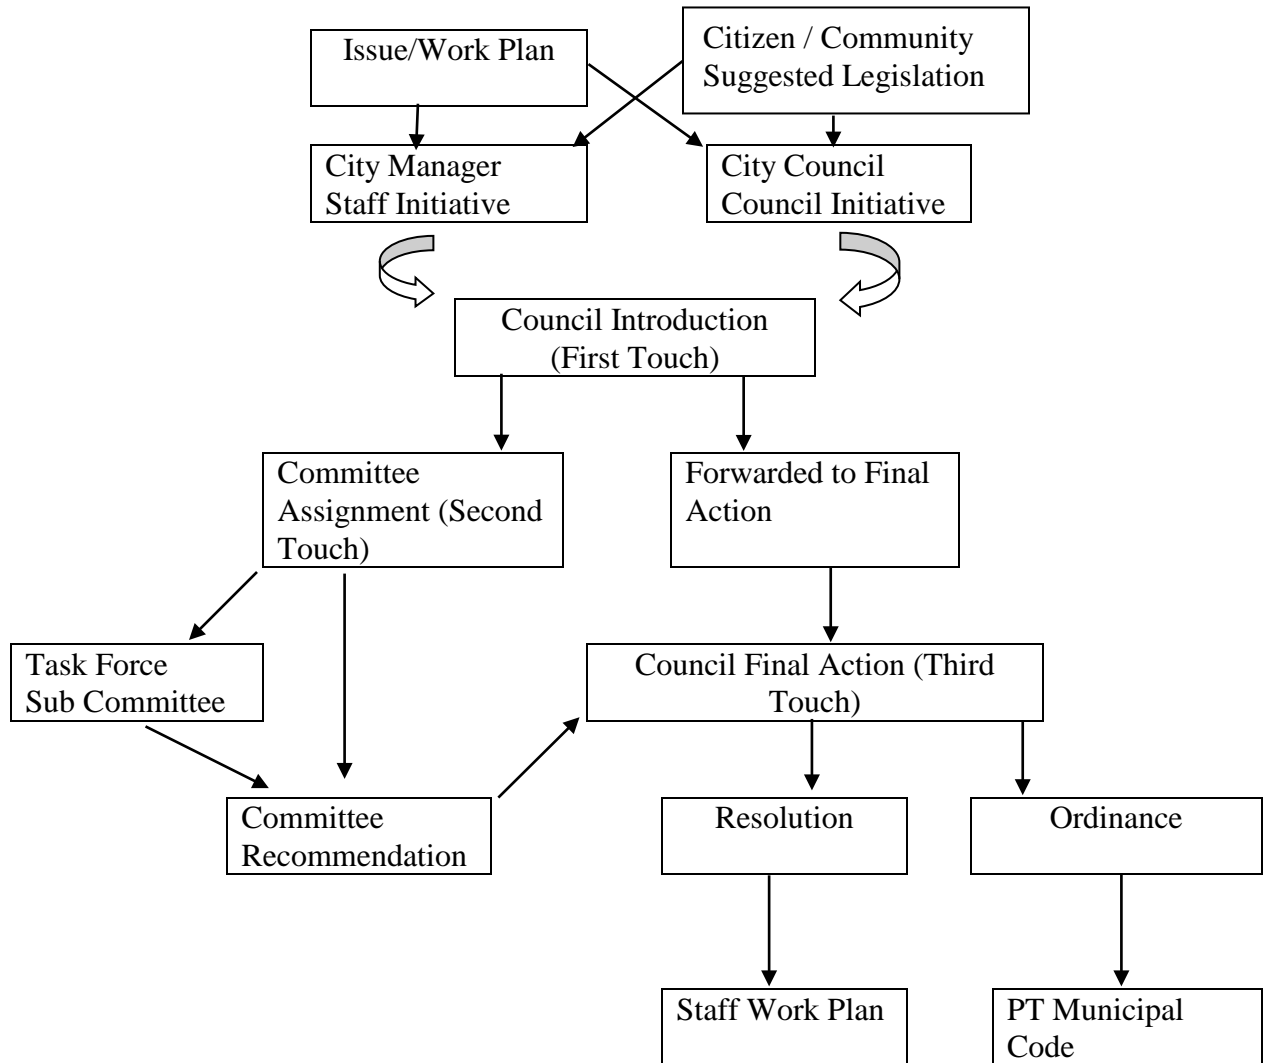 Issue/Work Plan
Citizen / Community
Suggested Legislation
City Manager
Staff Initiative
City Council
Council Initiative
Council Introduction
(First Touch)
Committee
Assignment (Second
Touch)
Forwarded to Final
Action
Task Force
Sub Committee
Council Final Action (Third
Touch)
Committee
Recommendation
Resolution
Ordinance
Staff Work Plan
PT Municipal
Code